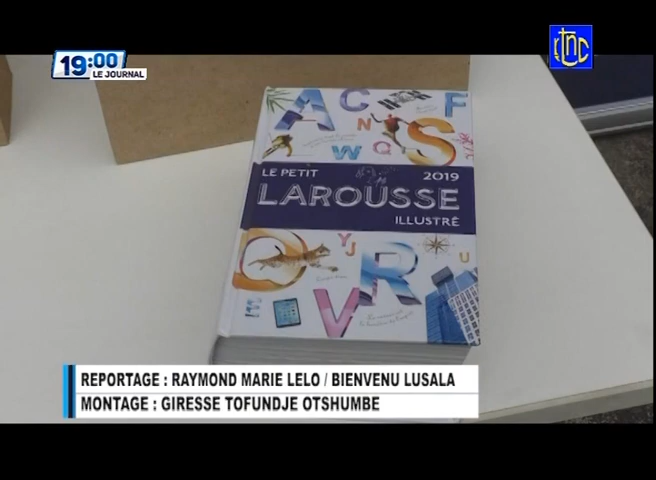 19:00
LE JOURNAL
rtnc
A C F
N
W Q S
LE PETIT 2019
LAROUSSE
ILLUSTRÉ
O Y J R U
E V
REPORTAGE : RAYMOND MARIE LELO / BIENVENU LUSALA
MONTAGE : GIRESSE TOFUNDJE OTSHUMBE